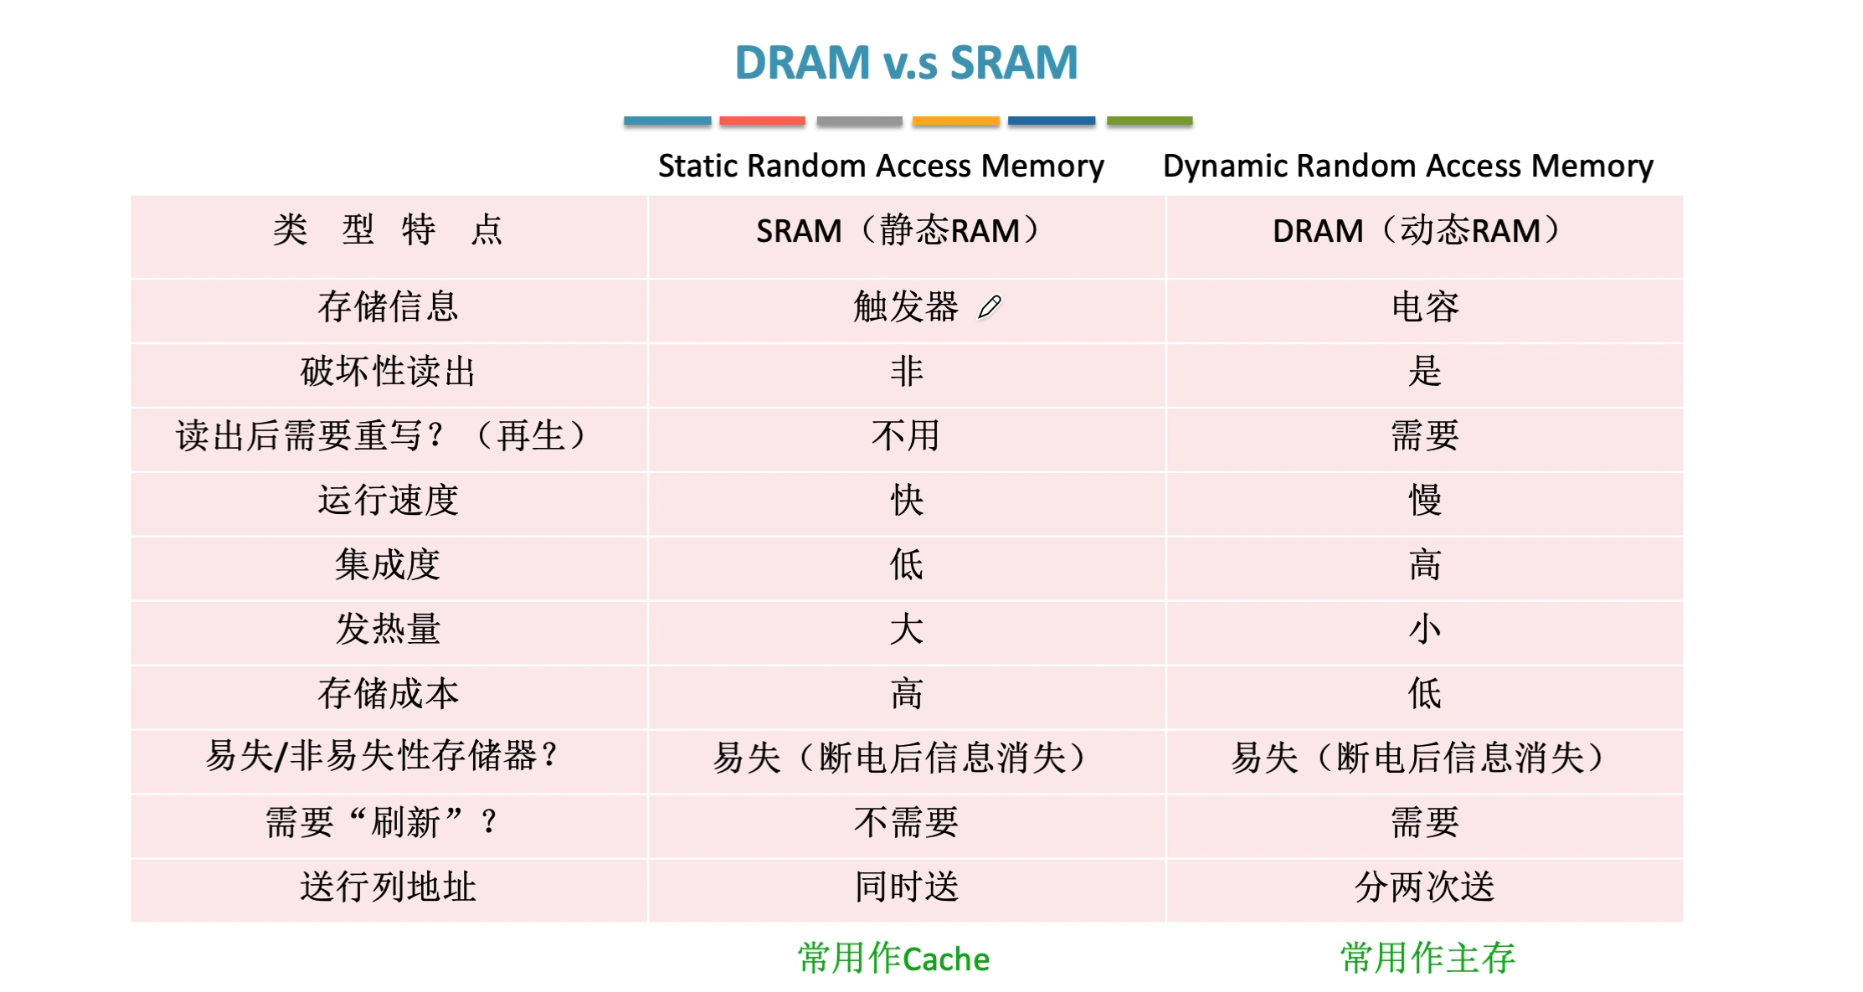 DRAM v.s SRAM
Static Random Access Memory Dynamic Random Access Memory
类 型 特 点 SRAM（静态RAM） DRAM（动态RAM）
存储信息 触发器 电容
破坏性读出 非 是
读出后需要重写？（再生） 不用 需要
运行速度 快 慢
集成度 低 高
发热量 大 小
存储成本 高 低
易失/非易失性存储器？ 易失（断电后信息消失） 易失（断电后信息消失）
需要“刷新”？ 不需要 需要
送行列地址 同时送 分两次送
常用作Cache 常用作主存